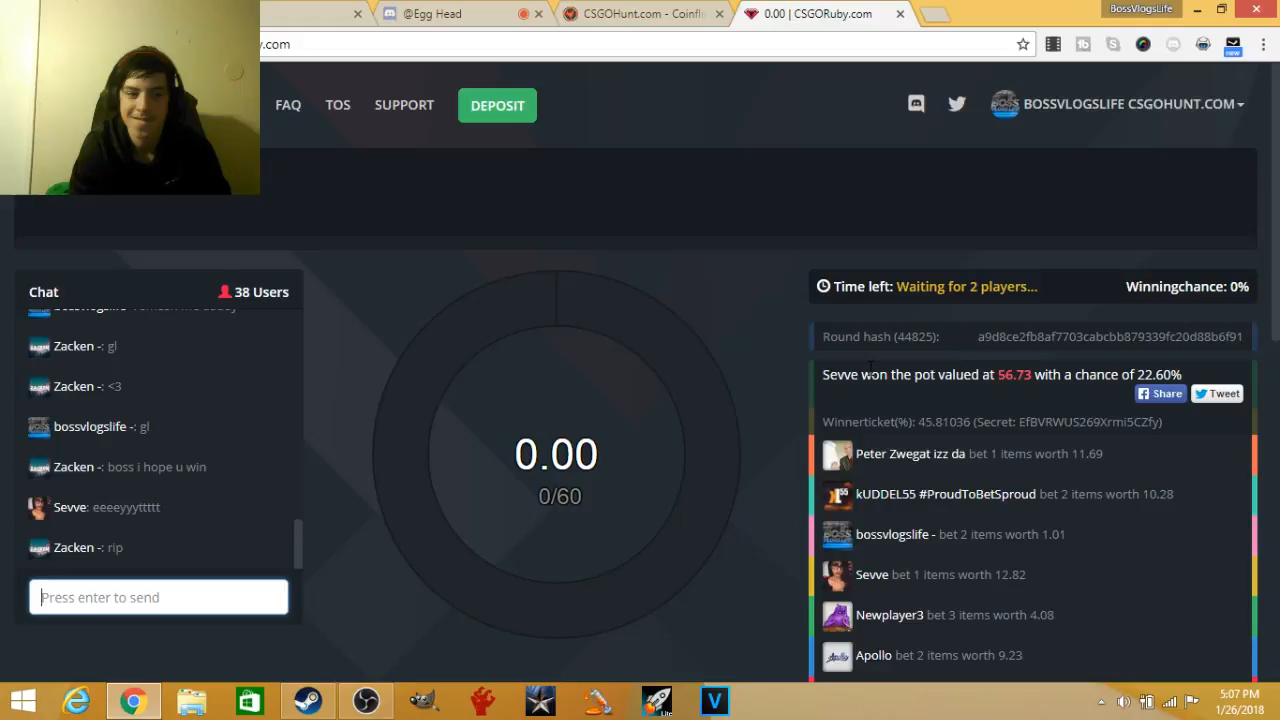 @Egg Head
CSGOHunt.com - Coinfl
0.00 | CSGORuby.com
BossVlogsLife
y.com
FAQ
TOS
SUPPORT
DEPOSIT
BOSSVLOGSLIFE CSGOHUNT.COM
Chat
38 Users
Zacken -: gl
Zacken -: <3
bossvlogslife -: gl
Zacken -: boss i hope u win
Sevve: eeeeyyyttttt
Zacken -: rip
Press enter to send
0.00
0/60
Time left: Waiting for 2 players...
Winningchance: 0%
Round hash (44825): a9d8ce2fb8af7703cabcbb879339fc20d88b6f91
Sevve won the pot valued at 56.73 with a chance of 22.60%
Share
Tweet
Winnerticket(%): 45.81036 (Secret: EfBVRWUS269Xrmi5CZfy)
Peter Zwegat izz da bet 1 items worth 11.69
kUDDEL55 #ProudToBetSproud bet 2 items worth 10.28
bossvlogslife - bet 2 items worth 1.01
Sevve bet 1 items worth 12.82
Newplayer3 bet 3 items worth 4.08
Apollo bet 2 items worth 9.23
5:07 PM
1/26/2018